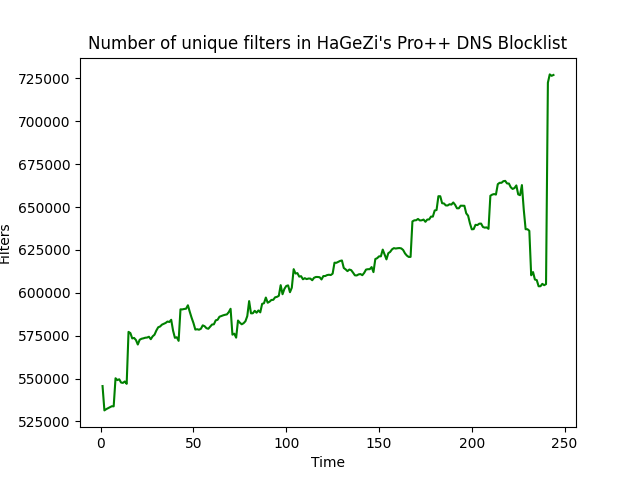 Number of unique filters in HaGeZi's Pro++ DNS Blocklist
725000
700000
675000
650000
625000
600000
575000
550000
525000
Filters
0 50 100 150 200 250
Time